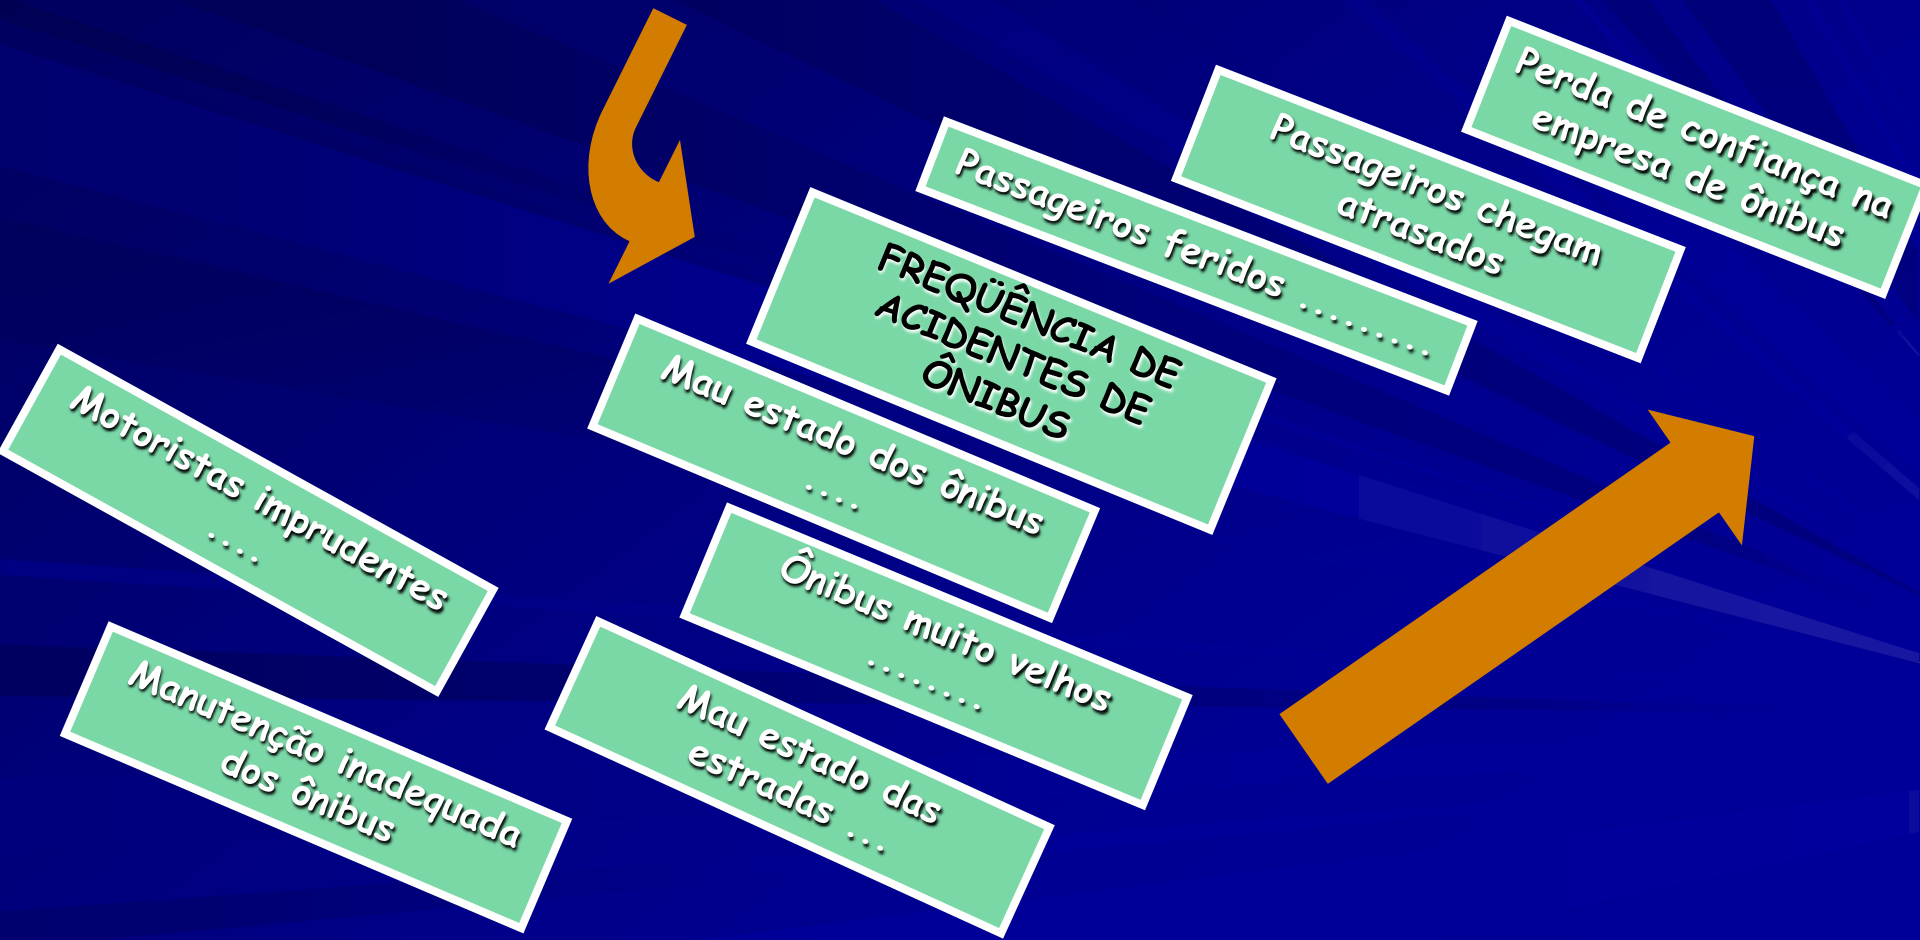 Perda de confiança na
empresa de ônibus
Passageiros chegam
atrasados
Passageiros feridos .........
FREQÜÊNCIA DE
ACIDENTES DE
ÔNIBUS
Mau estado dos ônibus
....
Motoristas imprudentes
....
Ônibus muito velhos
.......
Manutenção inadequada
dos ônibus
Mau estado das
estradas ...